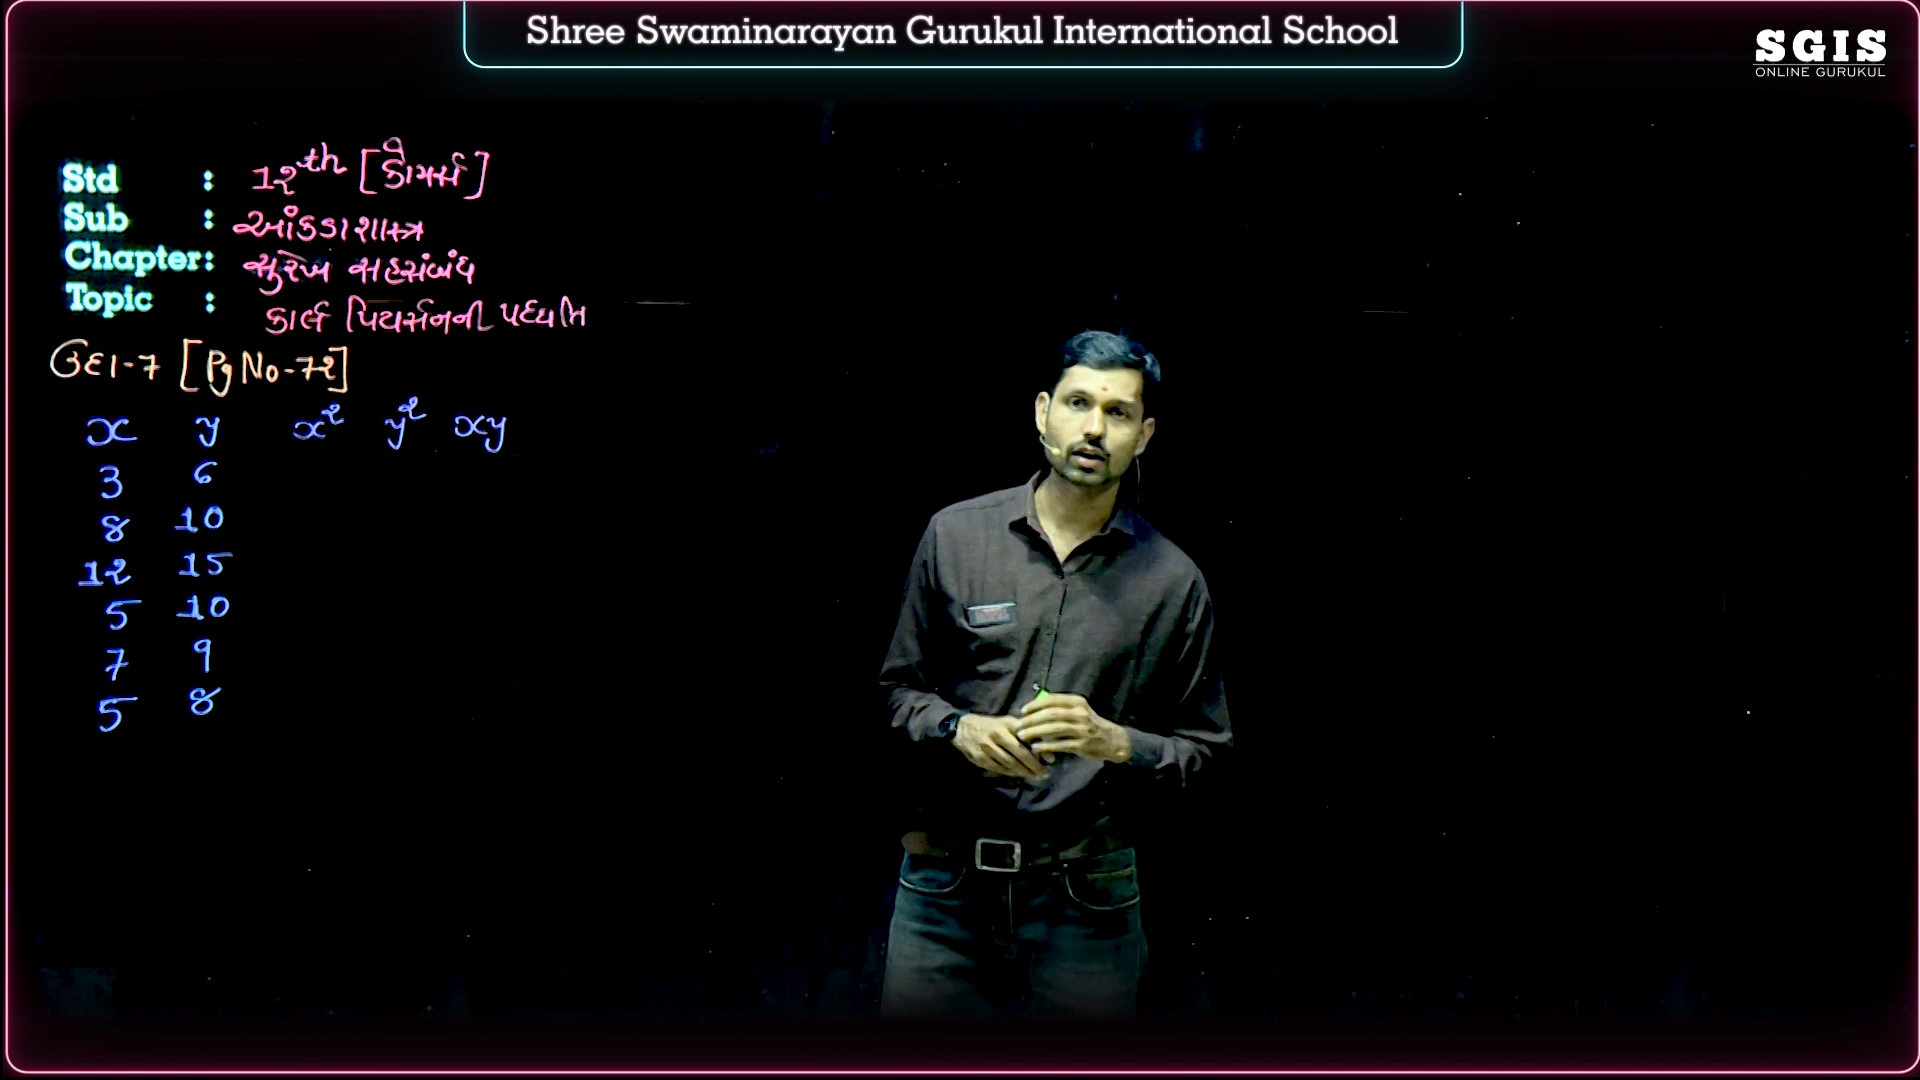 Shree Swaminarayan Gurukul International School
SGIS
ONLINE GURUKUL
Std : 12th [કોમર્સ]
Sub : આંકડાશાસ્ત્ર
Chapter: સુરેખ સહસંબંધ
Topic : કાર્લ પિયર્સનની પદ્ધતિ
ઉદા-7 [Pg No-72]
x y x² y² xy
3 6
8 10
12 15
5 10
7 9
5 8